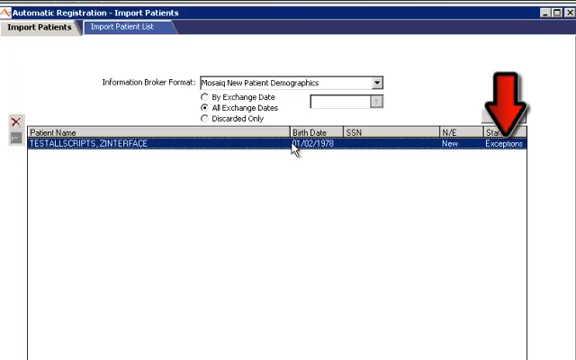 Automatic Registration - Import Patients
Import Patients
Import Patient List
Information Broker Format: Mosaiq New Patient Demographics
By Exchange Date
All Exchange Dates
Discarded Only
Patient Name Birth Date SSN N/E
TESTALLSCRIPTS, ZINTERFACE 01/02/1978 New Exceptions